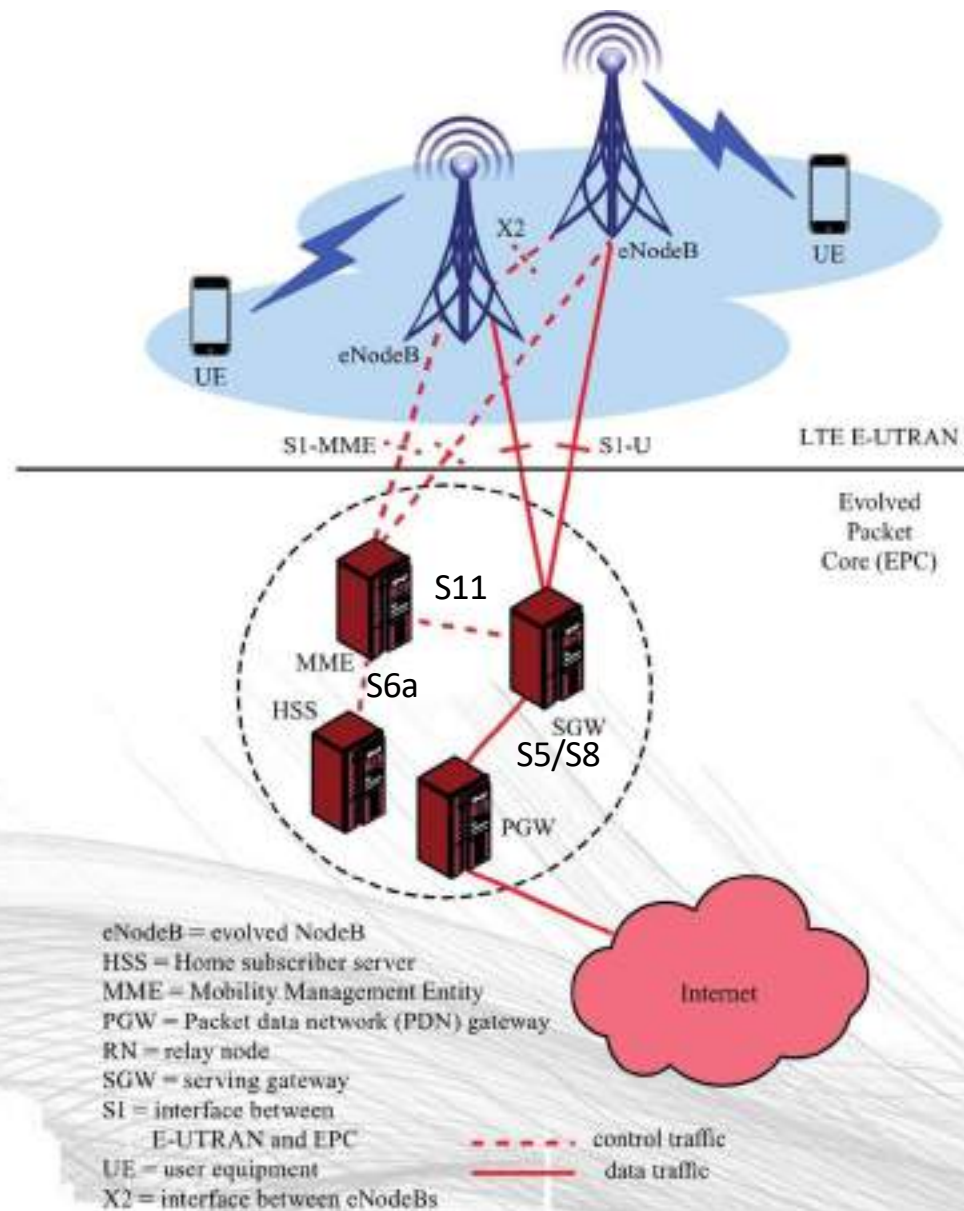 X2
eNodeB
UE
eNodeB
UE
S1-MME
S1-U
LTE E-UTRAN
Evolved
Packet
Core (EPC)
S11
MME
S6a
HSS
SGW
S5/S8
PGW
Internet
eNodeB = evolved NodeB
HSS = Home subscriber server
MME = Mobility Management Entity
PGW = Packet data network (PDN) gateway
RN = relay node
SGW = serving gateway
S1 = interface between
E-UTRAN and EPC
UE = user equipment
X2 = interface between eNodeBs
control traffic
data traffic